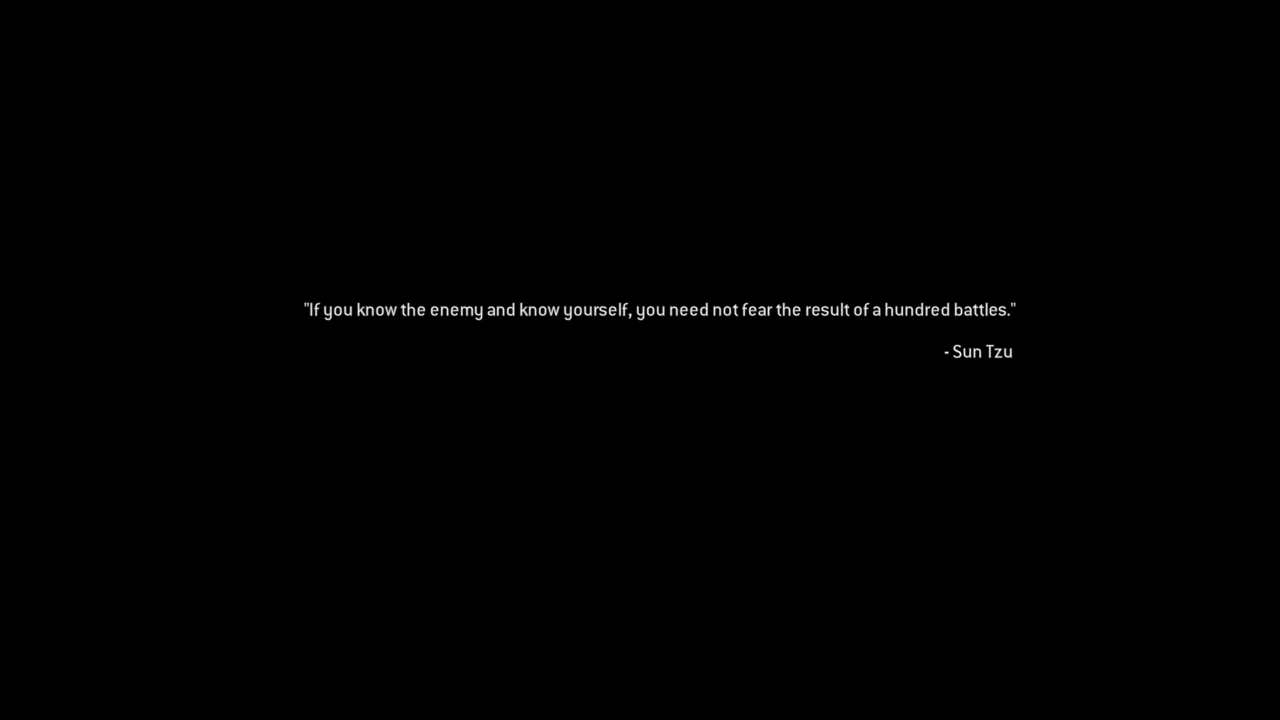 "If you know the enemy and know yourself, you need not fear the result of a hundred battles."
- Sun Tzu